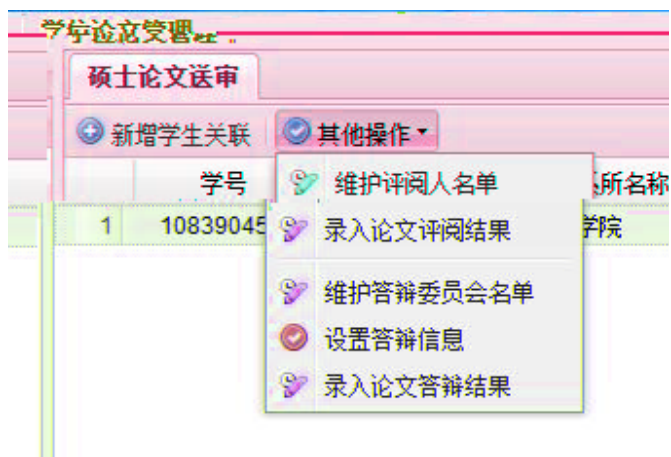 硕士论文送审
新增学生关联 其他操作
学号 维护评阅人名单 所名称
1 10839045 录入论文评阅结果 学院
维护答辩委员会名单
设置答辩信息
录入论文答辩结果